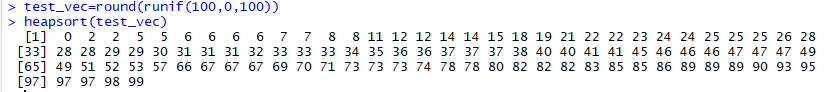 > test_vec=round(runif(100,0,100))
> heapsort(test_vec)
[1] 0 2 2 5 5 6 6 6 6 7 7 8 8 11 12 12 14 14 15 18 19 21 22 22 23 24 24 25 25 25 26 28
[33] 28 28 29 29 30 31 31 31 32 33 33 33 34 35 36 36 37 37 37 38 40 40 41 41 45 46 46 46 47 47 47 49
[65] 49 51 52 53 57 66 67 67 67 69 70 71 73 73 73 74 78 78 80 82 82 82 83 85 85 86 89 89 89 90 93 95
[97] 97 97 98 99